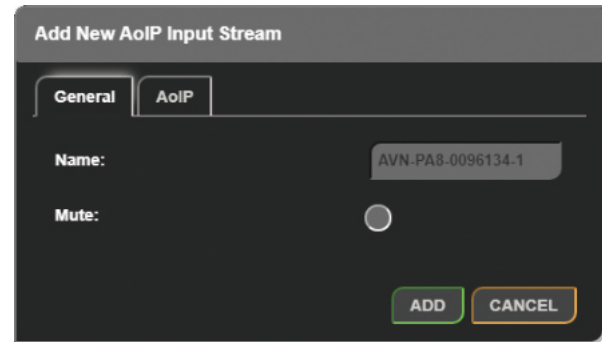 Add New AoIP Input Stream
General AoIP
Name: AVN-PA8-0096134-1
Mute:
ADD CANCEL